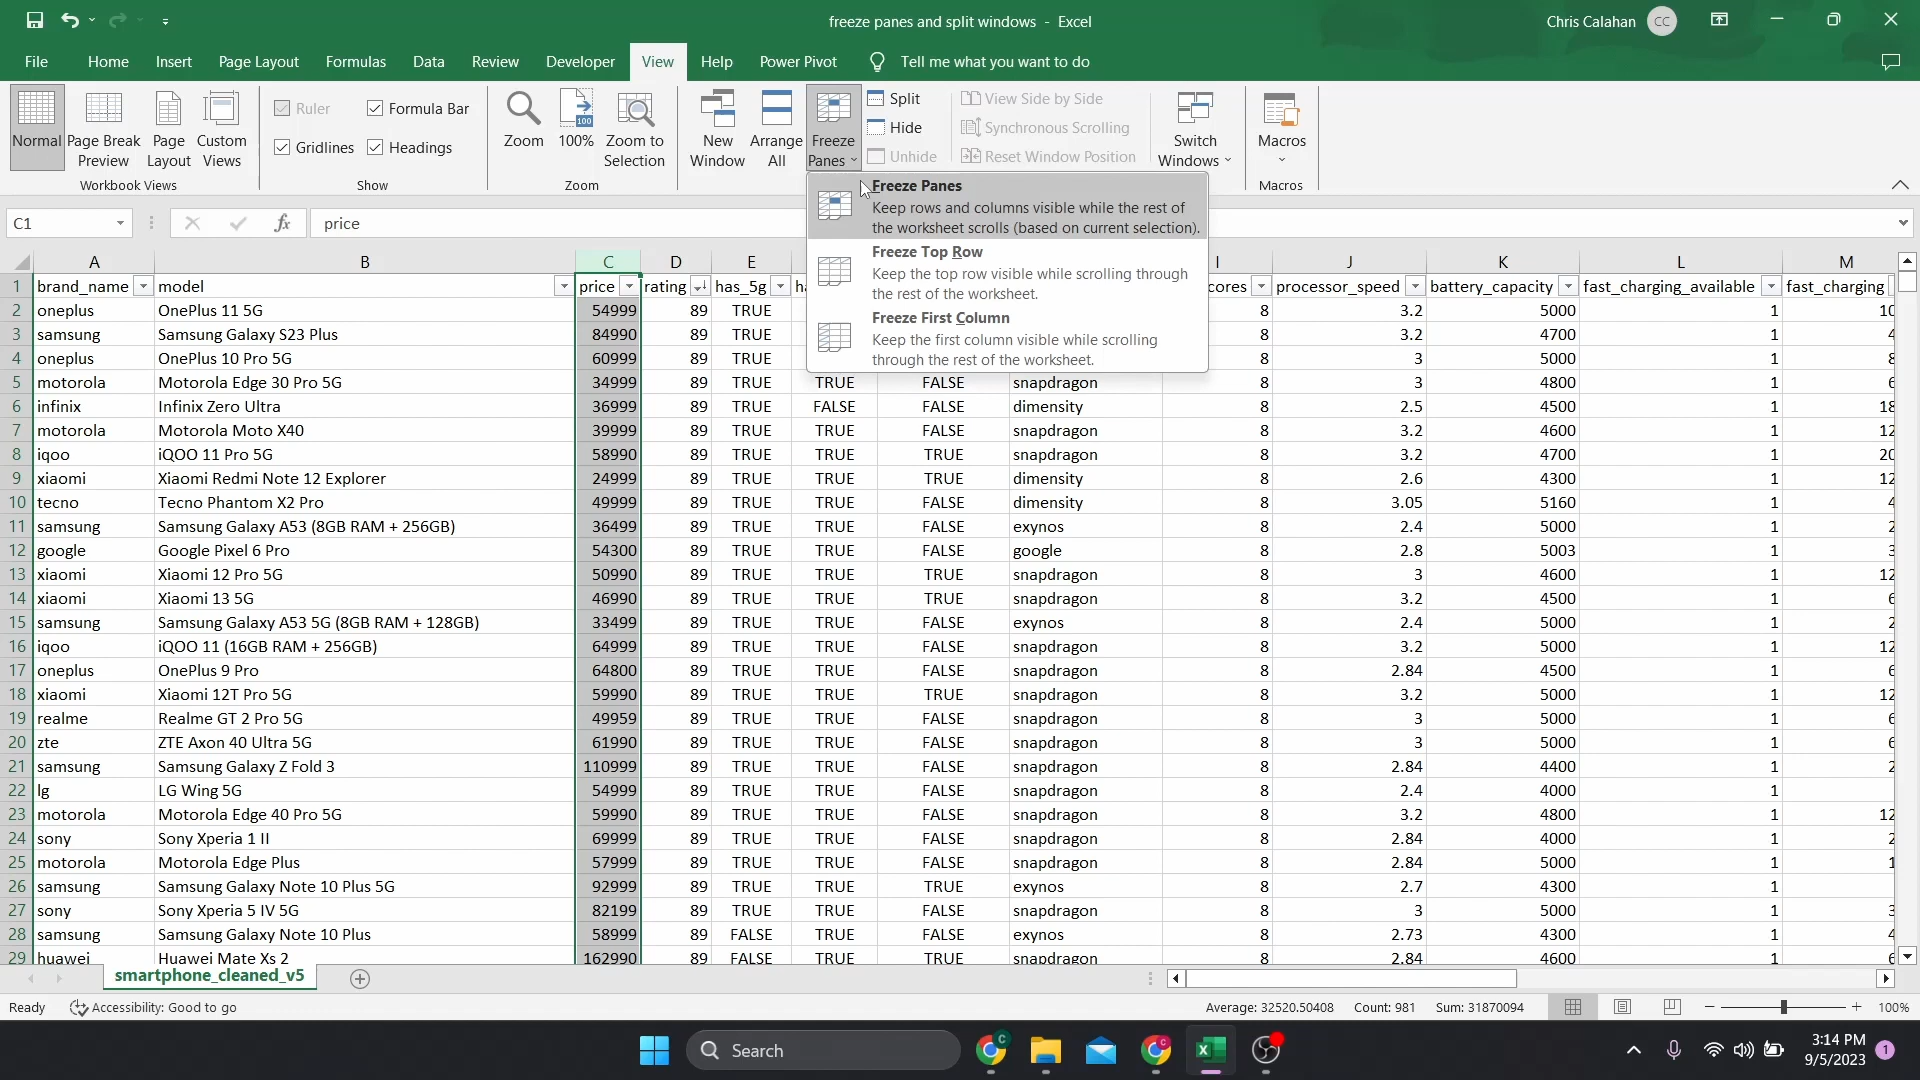 freeze panes and split windows - Excel
Chris Calahan CC
File Home Insert Page Layout Formulas Data Review Developer View Help Power Pivot Tell me what you want to do
Normal Page Break Preview Page Layout Custom Views
Ruler Formula Bar
Gridlines Headings
Zoom 100% Zoom to Selection
New Window Arrange All Freeze Panes
Split
Hide
Unhide
View Side by Side
Synchronous Scrolling
Reset Window Position
Switch Windows
Macros
Workbook Views Show Zoom Macros
Freeze Panes
Keep rows and columns visible while the rest of
the worksheet scrolls (based on current selection).
Freeze Top Row
Keep the top row visible while scrolling through
the rest of the worksheet.
Freeze First Column
Keep the first column visible while scrolling
through the rest of the worksheet.
C1 fx price
A B C D E I J K L M
1 brand_name model price rating has_5g processor_speed battery_capacity fast_charging_available fast_charging
2 oneplus OnePlus 11 5G 54999 89 TRUE 8 3.2 5000 1
3 samsung Samsung Galaxy S23 Plus 84990 89 TRUE 8 3.2 4700 1
4 oneplus OnePlus 10 Pro 5G 60999 89 TRUE 8 3 5000 1
5 motorola Motorola Edge 30 Pro 5G 34999 89 TRUE TRUE FALSE snapdragon 8 3 4800 1
6 infinix Infinix Zero Ultra 36999 89 TRUE FALSE FALSE dimensity 8 2.5 4500 1
7 motorola Motorola Moto X40 39999 89 TRUE TRUE FALSE snapdragon 8 3.2 4600 1
8 iqoo iQOO 11 Pro 5G 58990 89 TRUE TRUE TRUE snapdragon 8 3.2 4700 1
9 xiaomi Xiaomi Redmi Note 12 Explorer 24999 89 TRUE TRUE FALSE dimensity 8 2.6 4300 1
10 tecno Tecno Phantom X2 Pro 49999 89 TRUE TRUE FALSE dimensity 8 3.05 5160 1
11 samsung Samsung Galaxy A53 (8GB RAM + 256GB) 36499 89 TRUE TRUE FALSE exynos 8 2.4 5000 1
12 google Google Pixel 6 Pro 54300 89 TRUE TRUE FALSE google 8 2.8 5003 1
13 xiaomi Xiaomi 12 Pro 5G 50990 89 TRUE TRUE TRUE snapdragon 8 3 4600 1
14 xiaomi Xiaomi 13 5G 46990 89 TRUE TRUE TRUE snapdragon 8 3.2 4500 1
15 samsung Samsung Galaxy A53 5G (8GB RAM + 128GB) 33499 89 TRUE TRUE FALSE exynos 8 2.4 5000 1
16 iqoo iQOO 11 (16GB RAM + 256GB) 64999 89 TRUE TRUE FALSE snapdragon 8 3.2 5000 1
17 oneplus OnePlus 9 Pro 64800 89 TRUE TRUE FALSE snapdragon 8 2.84 4500 1
18 xiaomi Xiaomi 12T Pro 5G 59990 89 TRUE TRUE TRUE snapdragon 8 3.2 5000 1
19 realme Realme GT 2 Pro 5G 49959 89 TRUE TRUE FALSE snapdragon 8 3 5000 1
20 zte ZTE Axon 40 Ultra 5G 61990 89 TRUE TRUE FALSE snapdragon 8 3 5000 1
21 samsung Samsung Galaxy Z Fold 3 110999 89 TRUE TRUE FALSE snapdragon 8 2.84 4400 1
22 lg LG Wing 5G 54999 89 TRUE TRUE FALSE snapdragon 8 2.4 4000 1
23 motorola Motorola Edge 40 Pro 5G 59990 89 TRUE TRUE FALSE snapdragon 8 3.2 4800 1
24 sony Sony Xperia 1 II 69999 89 TRUE TRUE FALSE snapdragon 8 2.84 4000 1
25 motorola Motorola Edge Plus 57999 89 TRUE TRUE FALSE snapdragon 8 2.84 5000 1
26 samsung Samsung Galaxy Note 10 Plus 5G 92999 89 TRUE TRUE TRUE exynos 8 2.7 4300 1
27 sony Sony Xperia 5 IV 5G 82199 89 TRUE TRUE FALSE snapdragon 8 3 5000 1
28 samsung Samsung Galaxy Note 10 Plus 58999 89 FALSE TRUE FALSE exynos 8 2.73 4300 1
29 huawei Huawei Mate Xs 2 162990 89 FALSE TRUE TRUE snapdragon 8 2.84 4600 1
smartphone_cleaned_v5
Ready Accessibility: Good to go Average: 32520.50408 Count: 981 Sum: 31870094 100%
Search
3:14 PM
9/5/2023 1